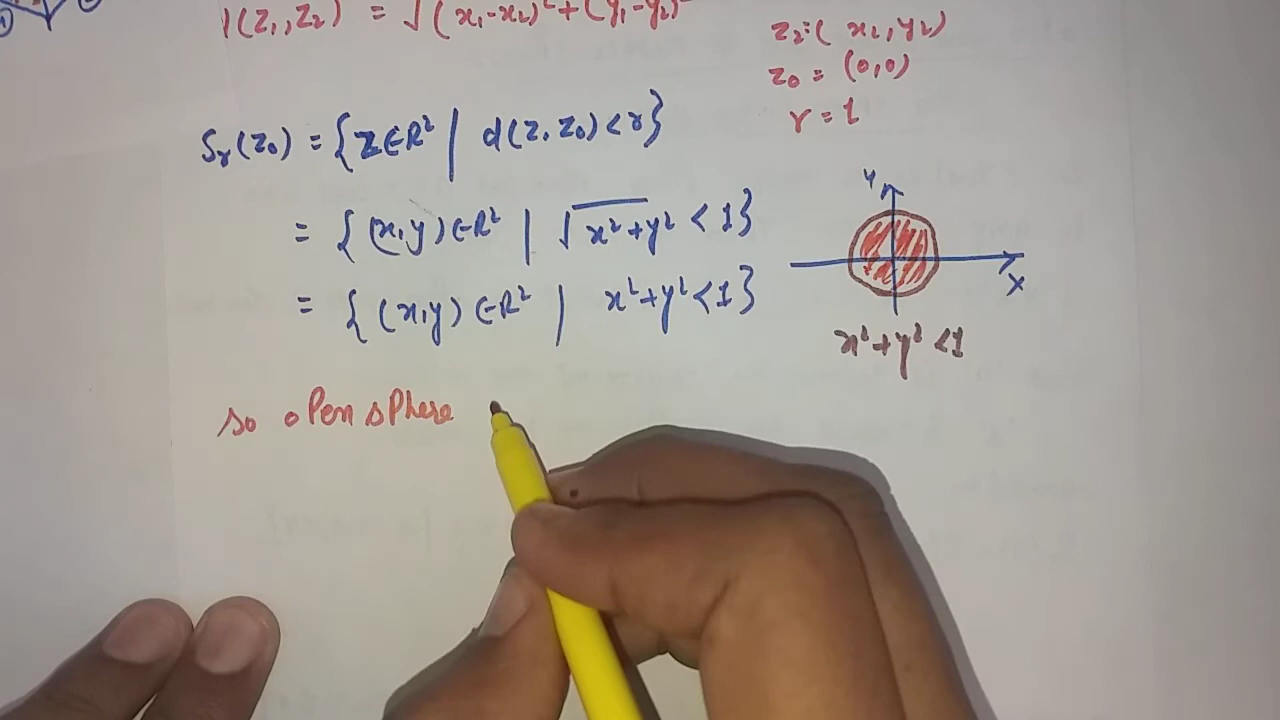 d(z₁,z₂) = √(x₁-x₂)²+(y₁-y₂)²
z₂=(x₂,y₂)
z₀ = (0,0)
r = 1
Sᵣ(z₀) = {z∈R² | d(z,z₀)<r}
= {(x,y)∈R² | √x²+y² <1}
= {(x,y)∈R² | x²+y²<1}
Y
X
x²+y² <1
so open sphere